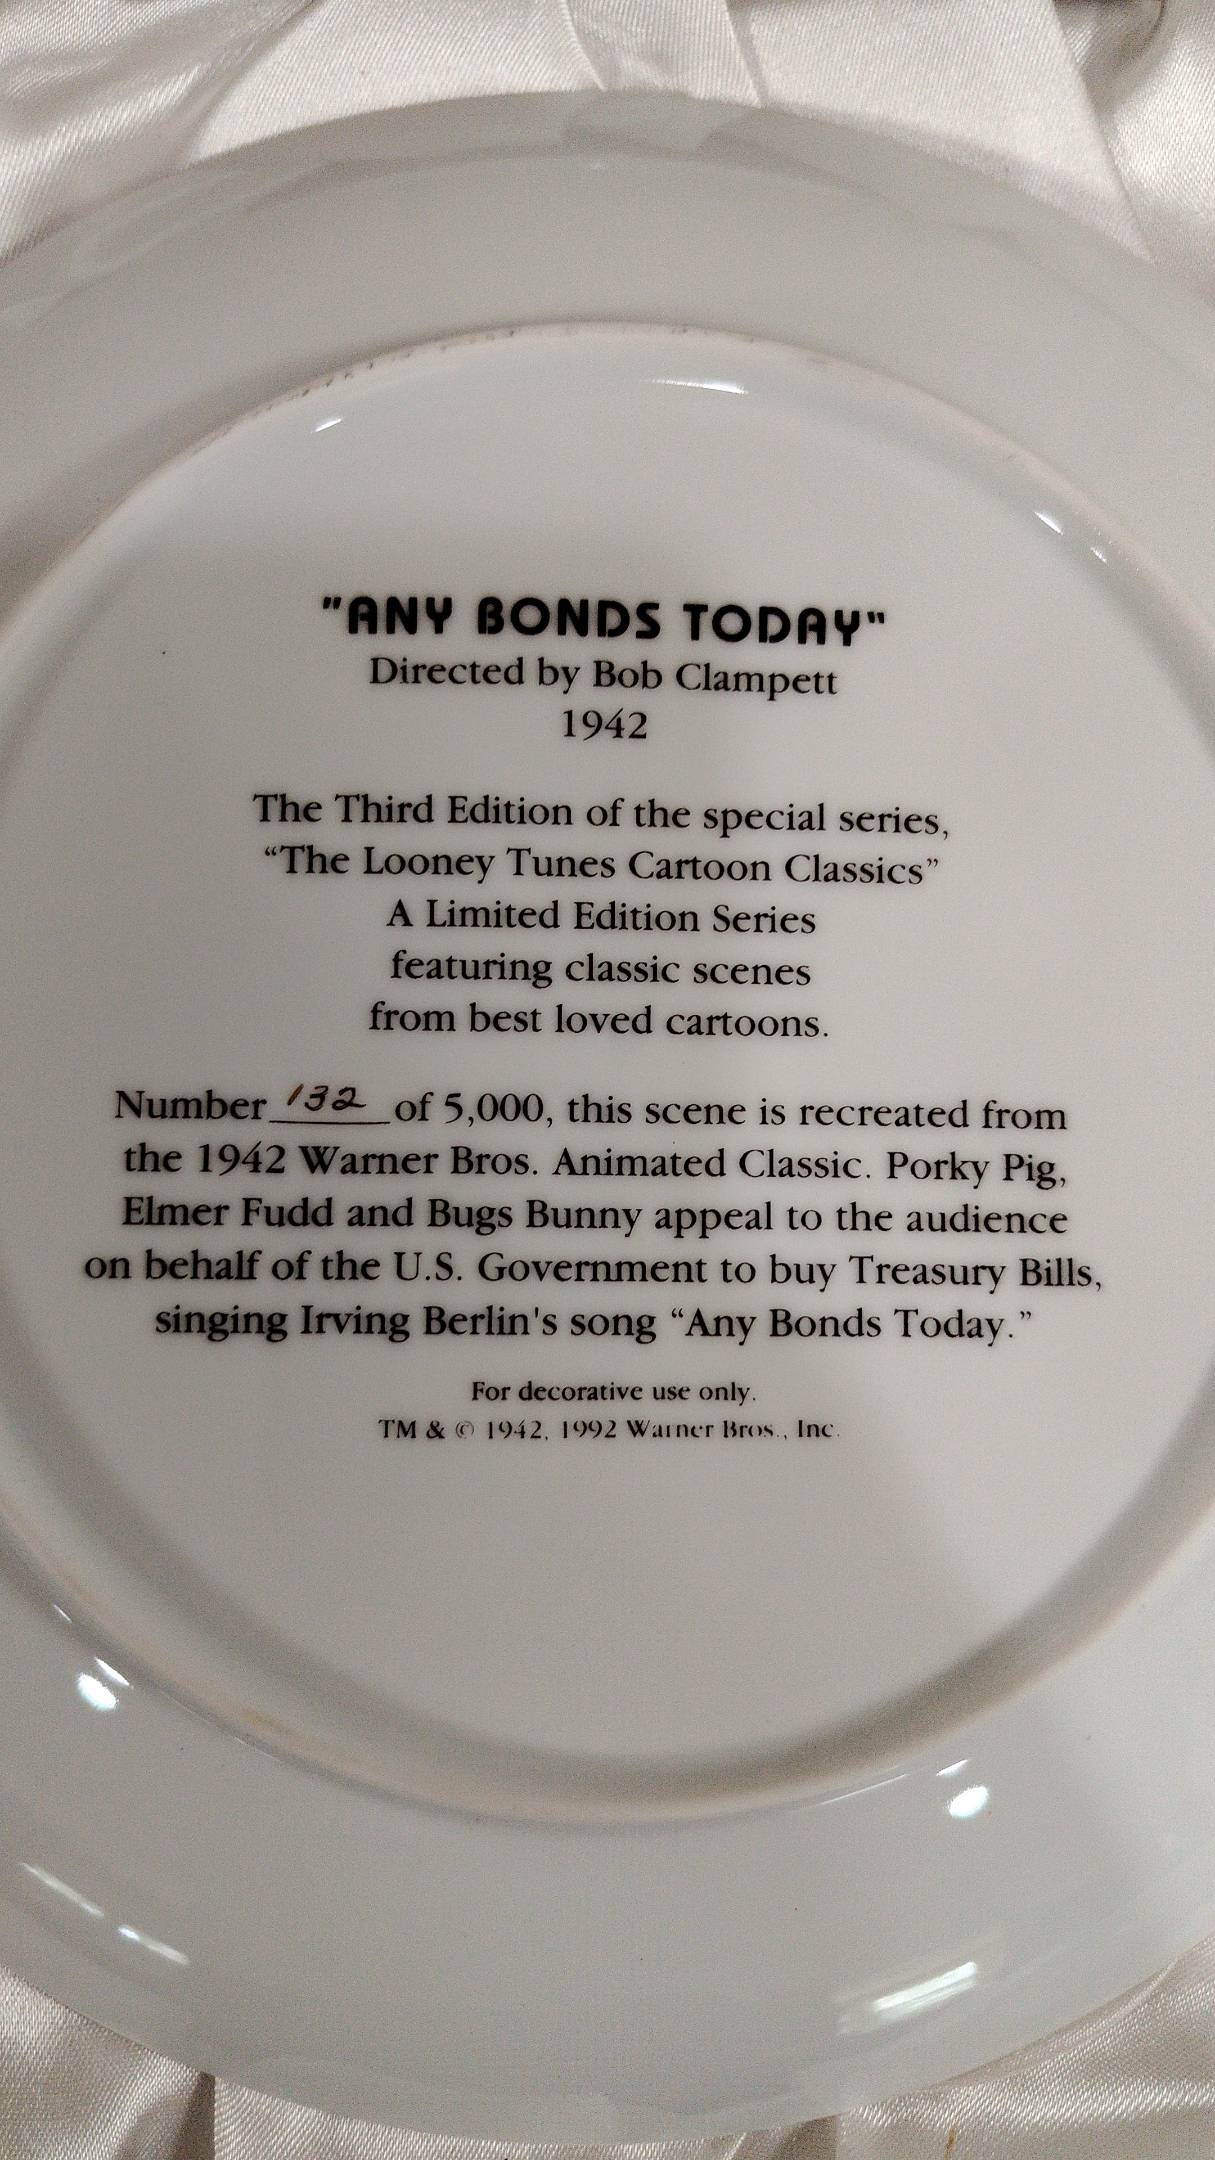 "ANY BONDS TODAY"
Directed by Bob Clampett
1942
The Third Edition of the special series,
“The Looney Tunes Cartoon Classics”
A Limited Edition Series
featuring classic scenes
from best loved cartoons.
Number 132 of 5,000, this scene is recreated from
the 1942 Warner Bros. Animated Classic. Porky Pig,
Elmer Fudd and Bugs Bunny appeal to the audience
on behalf of the U.S. Government to buy Treasury Bills,
singing Irving Berlin's song “Any Bonds Today.”
For decorative use only.
TM & © 1942, 1992 Warner Bros., Inc.